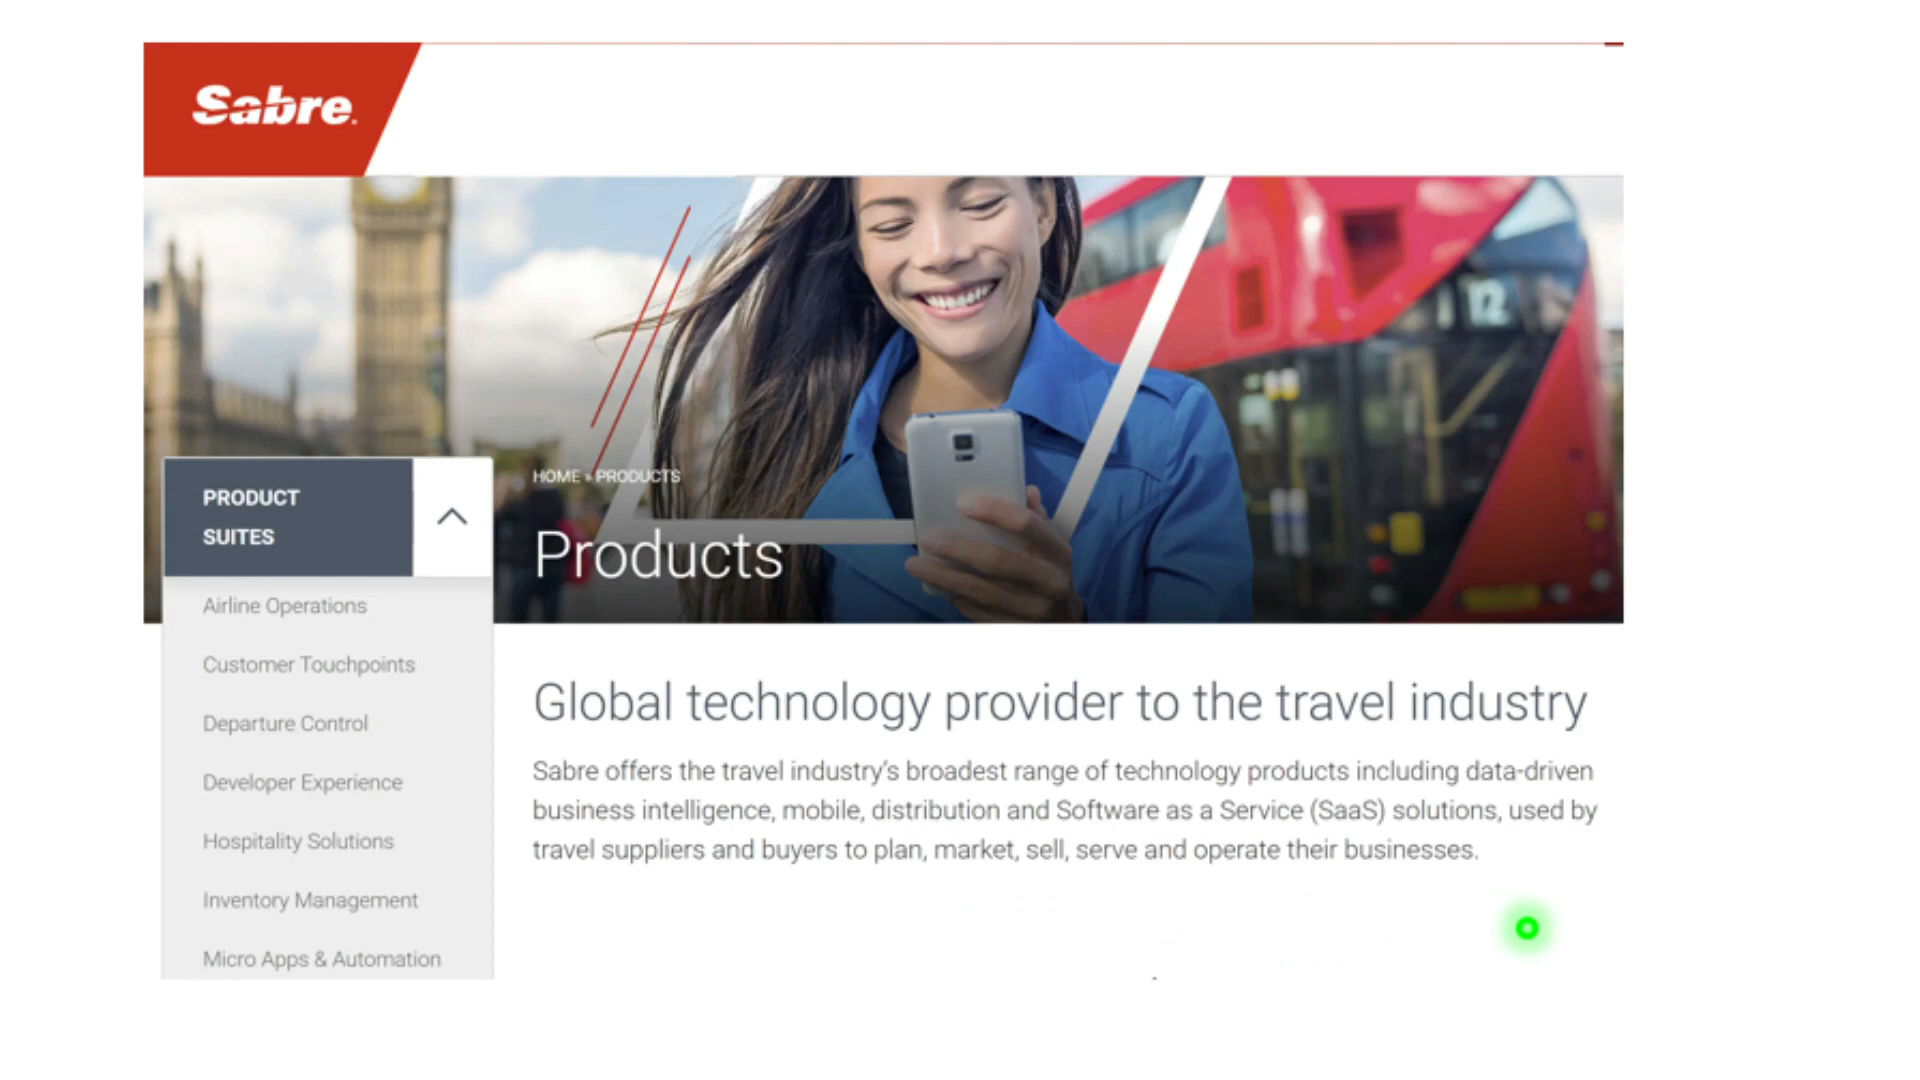 Sabre.
12
HOME » PRODUCTS
Products
PRODUCT
SUITES
Airline Operations
Customer Touchpoints
Departure Control
Developer Experience
Hospitality Solutions
Inventory Management
Micro Apps & Automation
Global technology provider to the travel industry
Sabre offers the travel industry’s broadest range of technology products including data-driven
business intelligence, mobile, distribution and Software as a Service (SaaS) solutions, used by
travel suppliers and buyers to plan, market, sell, serve and operate their businesses.